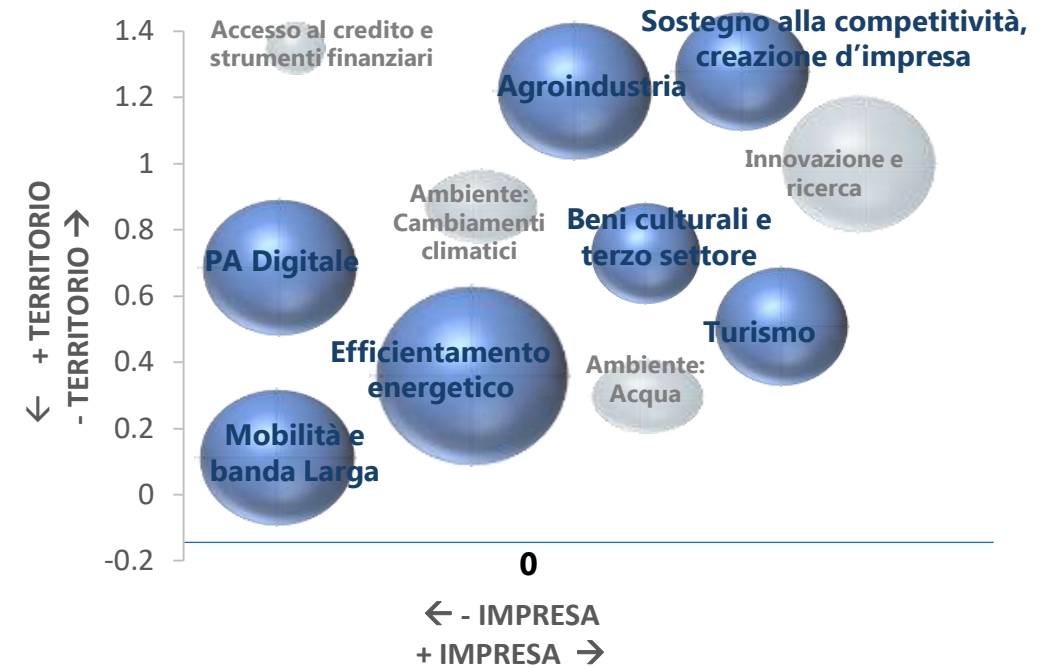 1.4
1.2
1
0.8
0.6
0.4
0.2
0
-0.2
← + TERRITORIO
- TERRITORIO →
Accesso al credito e
strumenti finanziari
Sostegno alla competitività,
creazione d’impresa
Agroindustria
Innovazione e
ricerca
Ambiente:
Cambiamenti
climatici
Beni culturali e
terzo settore
PA Digitale
Turismo
Efficientamento
energetico
Ambiente:
Acqua
Mobilità e
banda Larga
0
← - IMPRESA
+ IMPRESA →